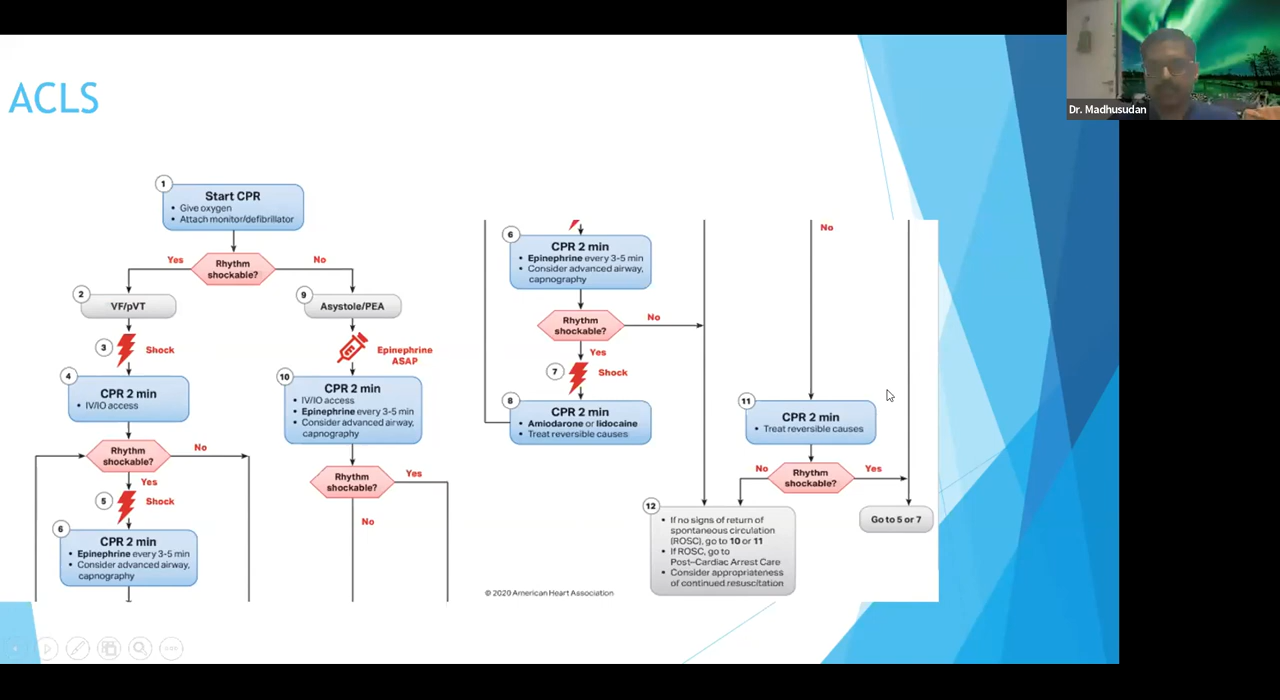 ACLS
Dr. Madhusudan
1
Start CPR
• Give oxygen
• Attach monitor/defibrillator
Yes
Rhythm
shockable?
No
2
VF/pVT
9
Asystole/PEA
3
Shock
Epinephrine
ASAP
4
CPR 2 min
• IV/IO access
10
CPR 2 min
• IV/IO access
• Epinephrine every 3-5 min
• Consider advanced airway,
capnography
Rhythm
shockable?
No
Yes
5
Shock
Rhythm
shockable?
Yes
No
6
CPR 2 min
• Epinephrine every 3-5 min
• Consider advanced airway,
capnography
6
CPR 2 min
• Epinephrine every 3-5 min
• Consider advanced airway,
capnography
Rhythm
shockable?
No
Yes
7
Shock
8
CPR 2 min
• Amiodarone or lidocaine
• Treat reversible causes
No
11
CPR 2 min
• Treat reversible causes
No
Rhythm
shockable?
Yes
12
• If no signs of return of
spontaneous circulation
(ROSC), go to 10 or 11
• If ROSC, go to
Post–Cardiac Arrest Care
• Consider appropriateness
of continued resuscitation
Go to 5 or 7
© 2020 American Heart Association